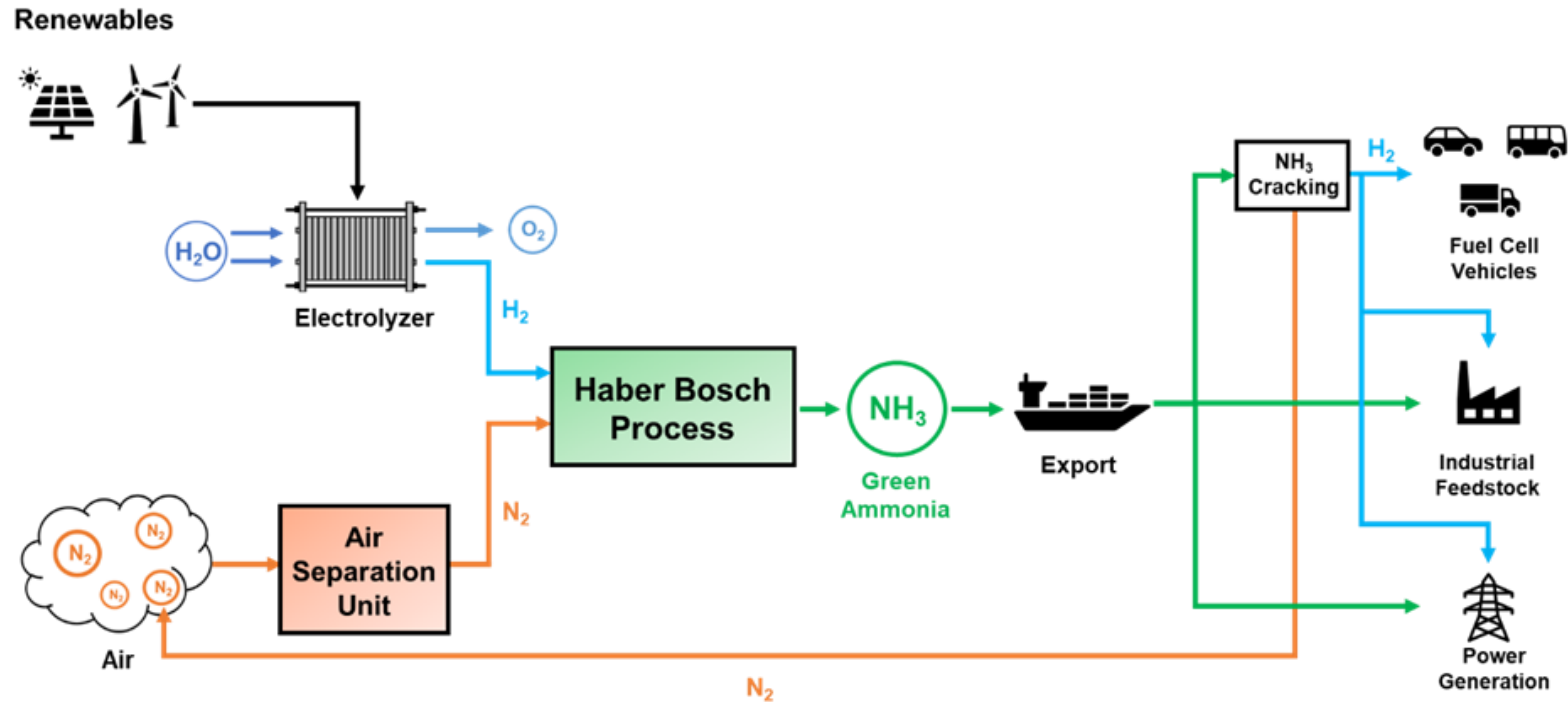 Renewables
H₂O
O₂
Electrolyzer
H₂
Haber Bosch
Process
N₂
N₂
N₂
N₂
N₂
Air
Air
Separation
Unit
NH₃
Green
Ammonia
Export
NH₃
Cracking
H₂
Fuel Cell
Vehicles
Industrial
Feedstock
Power
Generation
N₂